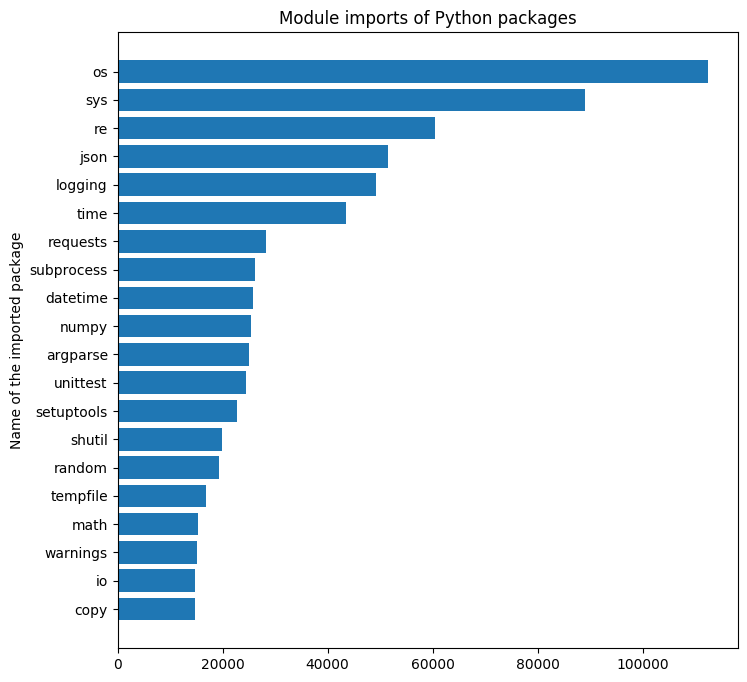 Module imports of Python packages
Name of the imported package
os
sys
re
json
logging
time
requests
subprocess
datetime
numpy
argparse
unittest
setuptools
shutil
random
tempfile
math
warnings
io
copy
0 20000 40000 60000 80000 100000